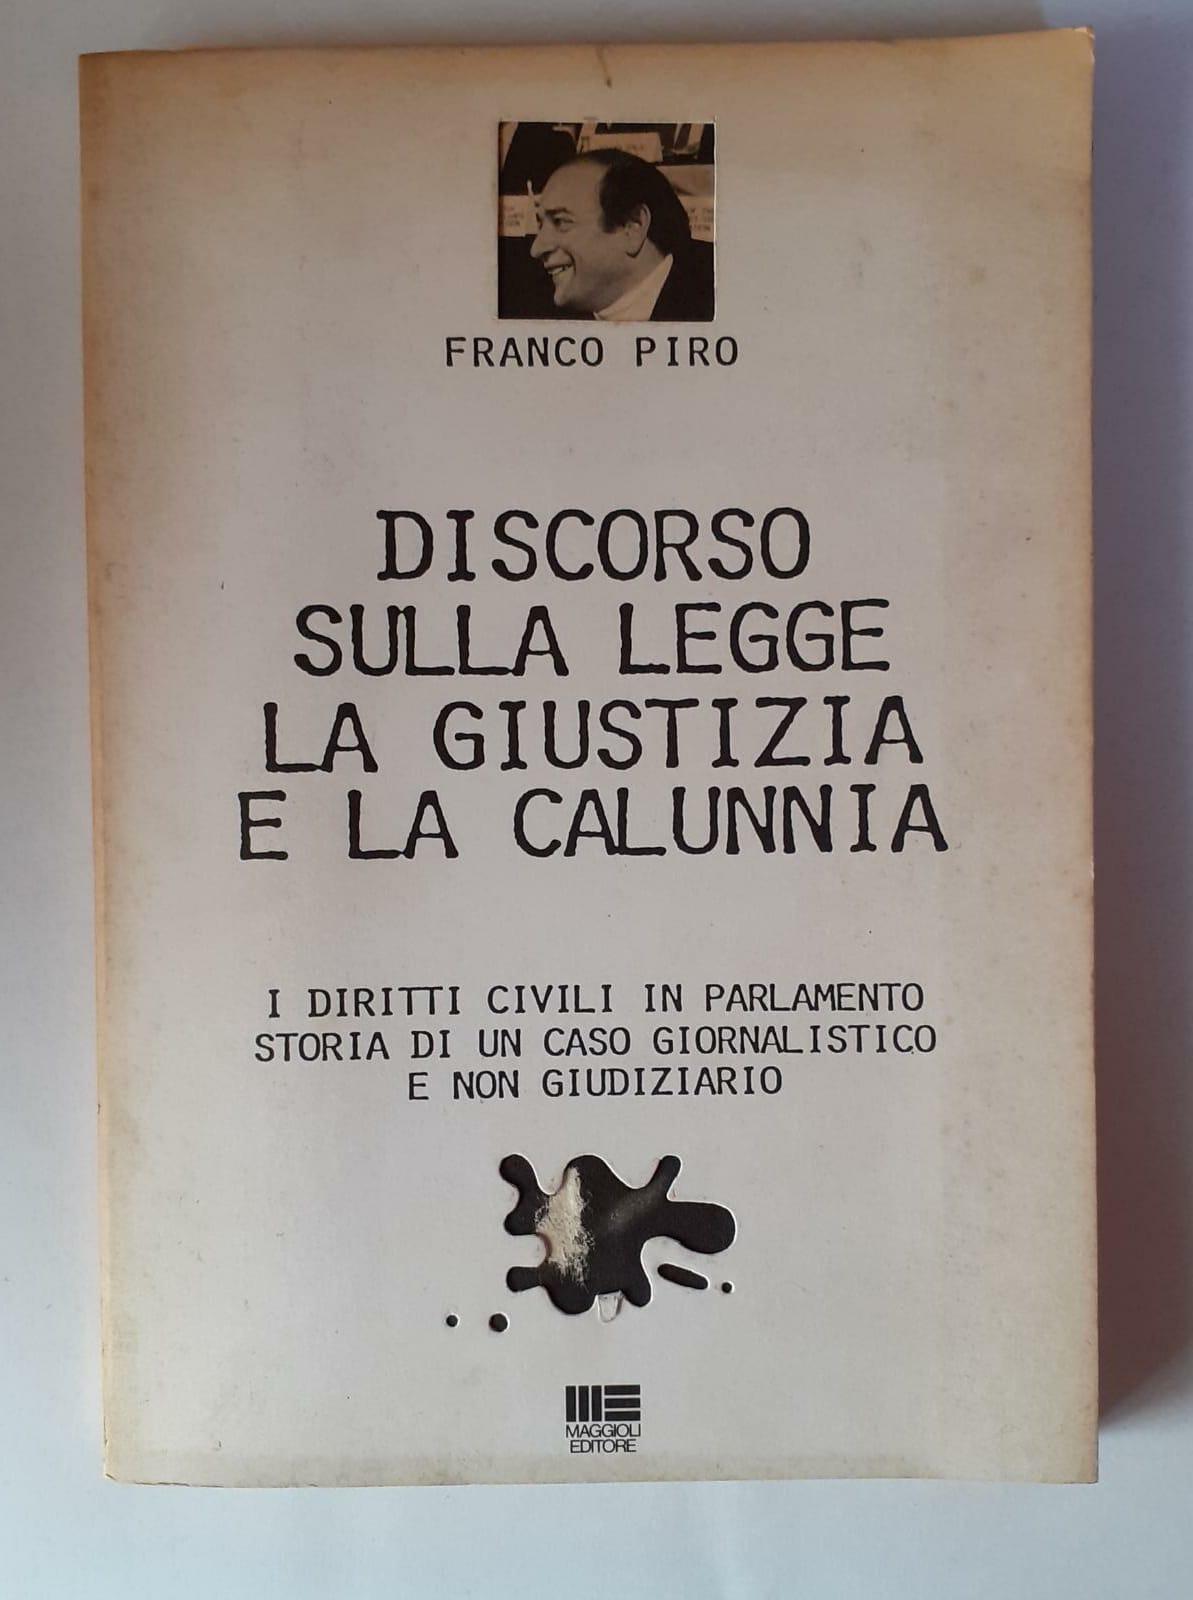 FRANCO PIRO
DISCORSO
SULLA LEGGE
LA GIUSTIZIA
E LA CALUNNIA
I DIRITTI CIVILI IN PARLAMENTO
STORIA DI UN CASO GIORNALISTICO
E NON GIUDIZIARIO
MAGGIOLI
EDITORE